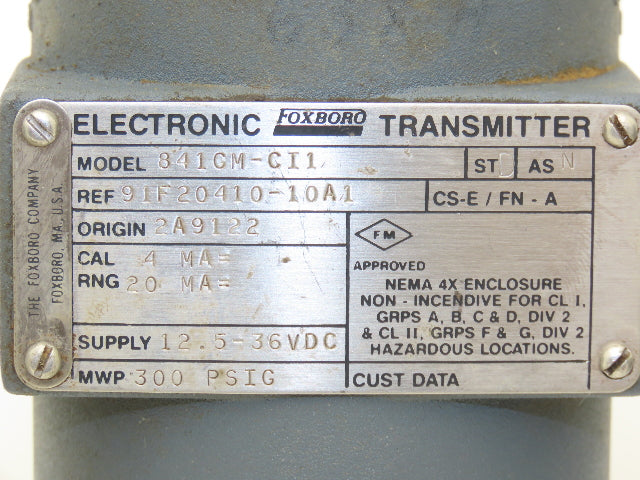 ELECTRONIC FOXBORO TRANSMITTER
MODEL 841GM-CI1 ST D AS N
REF 91F20410-10A1 CS-E / FN - A
ORIGIN 2A9122
CAL 4 MA=
RNG 20 MA=
SUPPLY 12.5-36VDC
MWP 300 PSIG
FM
APPROVED
NEMA 4X ENCLOSURE
NON - INCENDIVE FOR CL I,
GRPS A, B, C & D, DIV 2
& CL II, GRPS F & G, DIV 2
HAZARDOUS LOCATIONS.
CUST DATA
THE FOXBORO COMPANY
FOXBORO, MA, U.S.A.